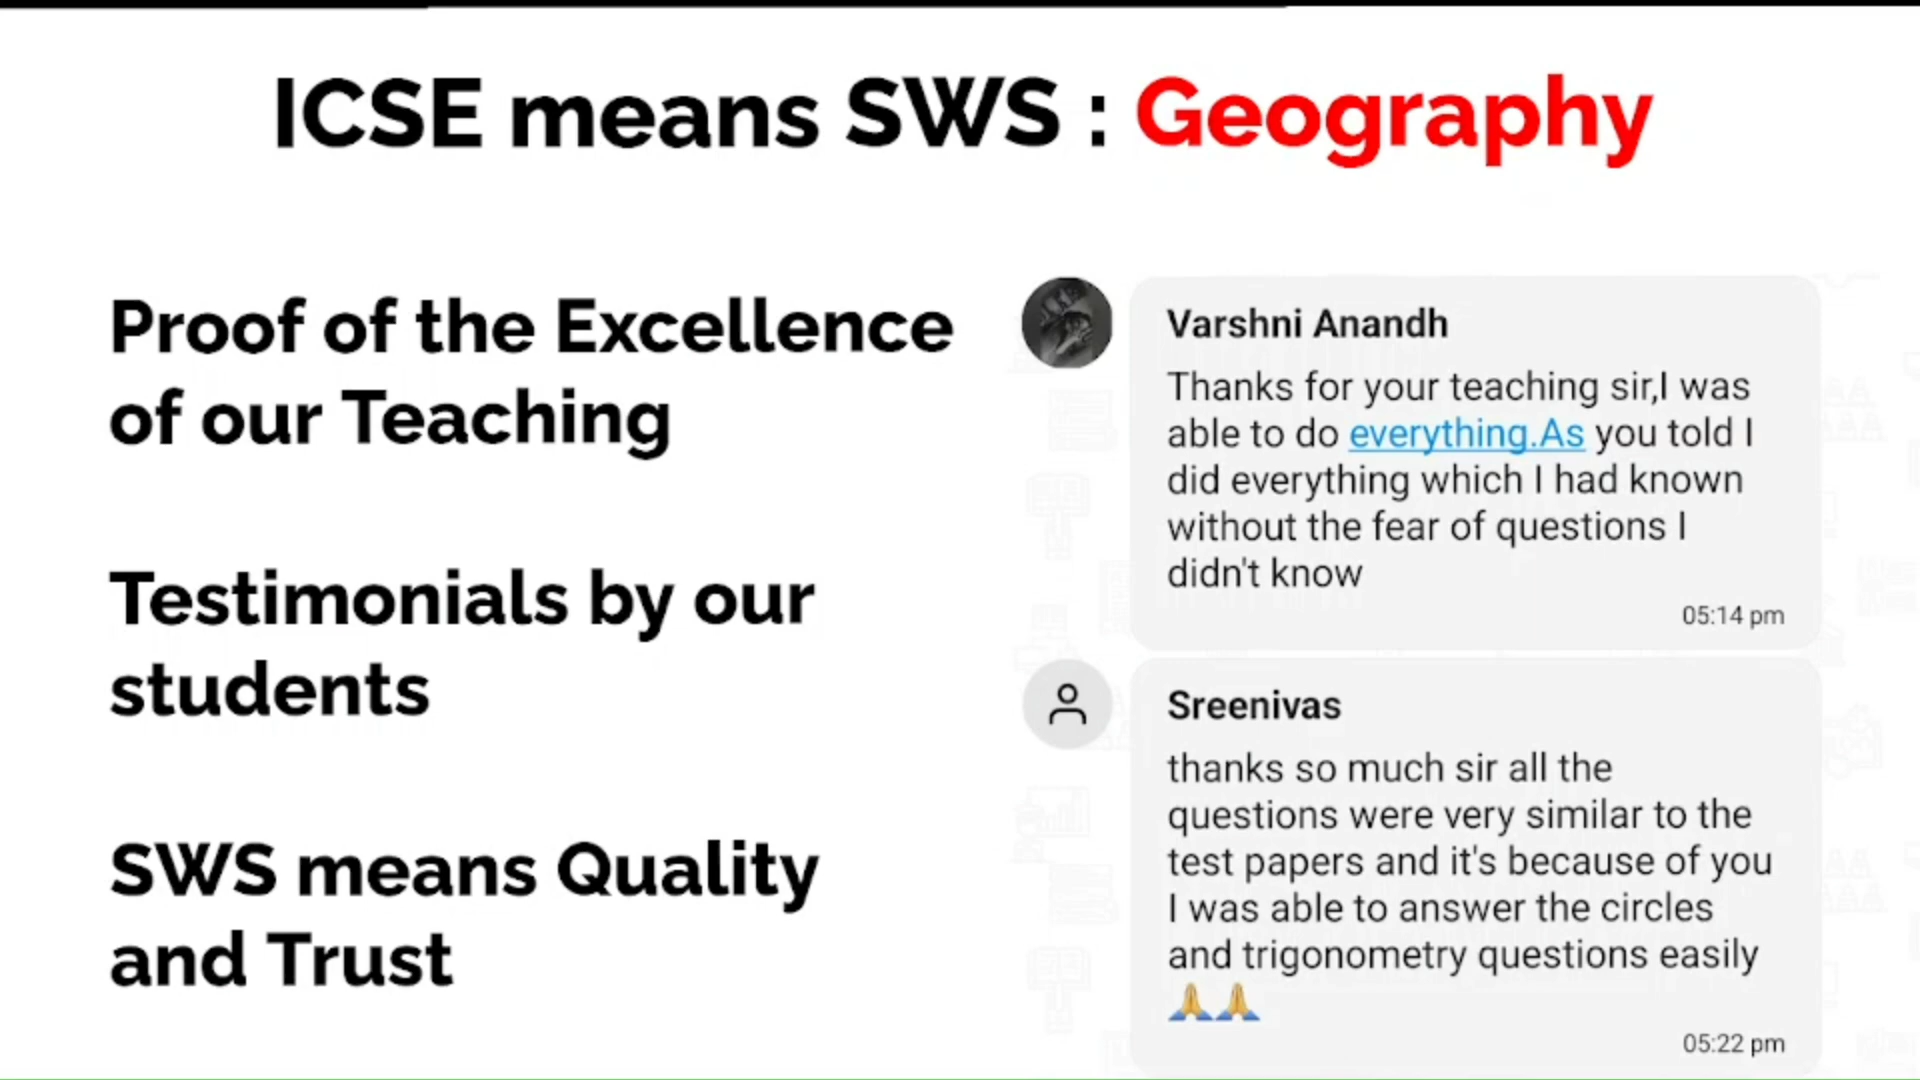 ICSE means SWS : Geography
Proof of the Excellence
of our Teaching
Testimonials by our
students
SWS means Quality
and Trust
Varshni Anandh
Thanks for your teaching sir,I was
able to do everything.As you told I
did everything which I had known
without the fear of questions I
didn't know
05:14 pm
Sreenivas
thanks so much sir all the
questions were very similar to the
test papers and it's because of you
I was able to answer the circles
and trigonometry questions easily
🙏🙏
05:22 pm